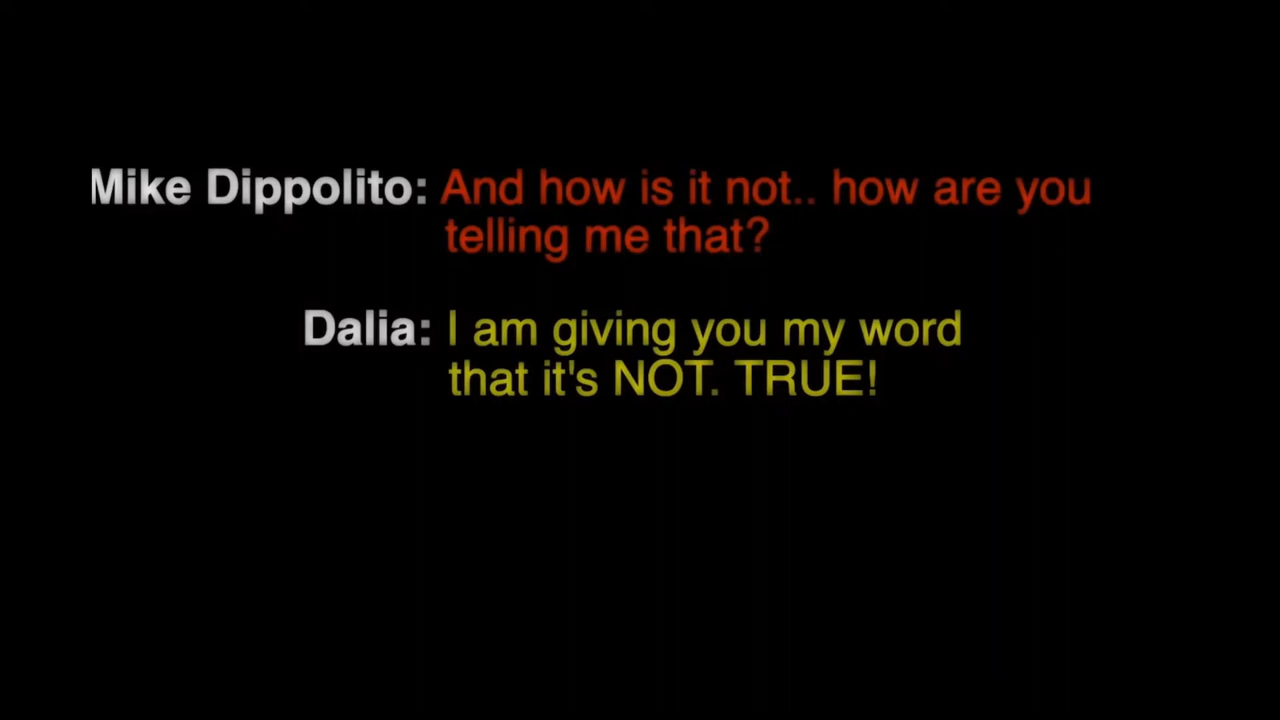 Mike Dippolito: And how is it not.. how are you
telling me that?
Dalia: I am giving you my word
that it's NOT. TRUE!